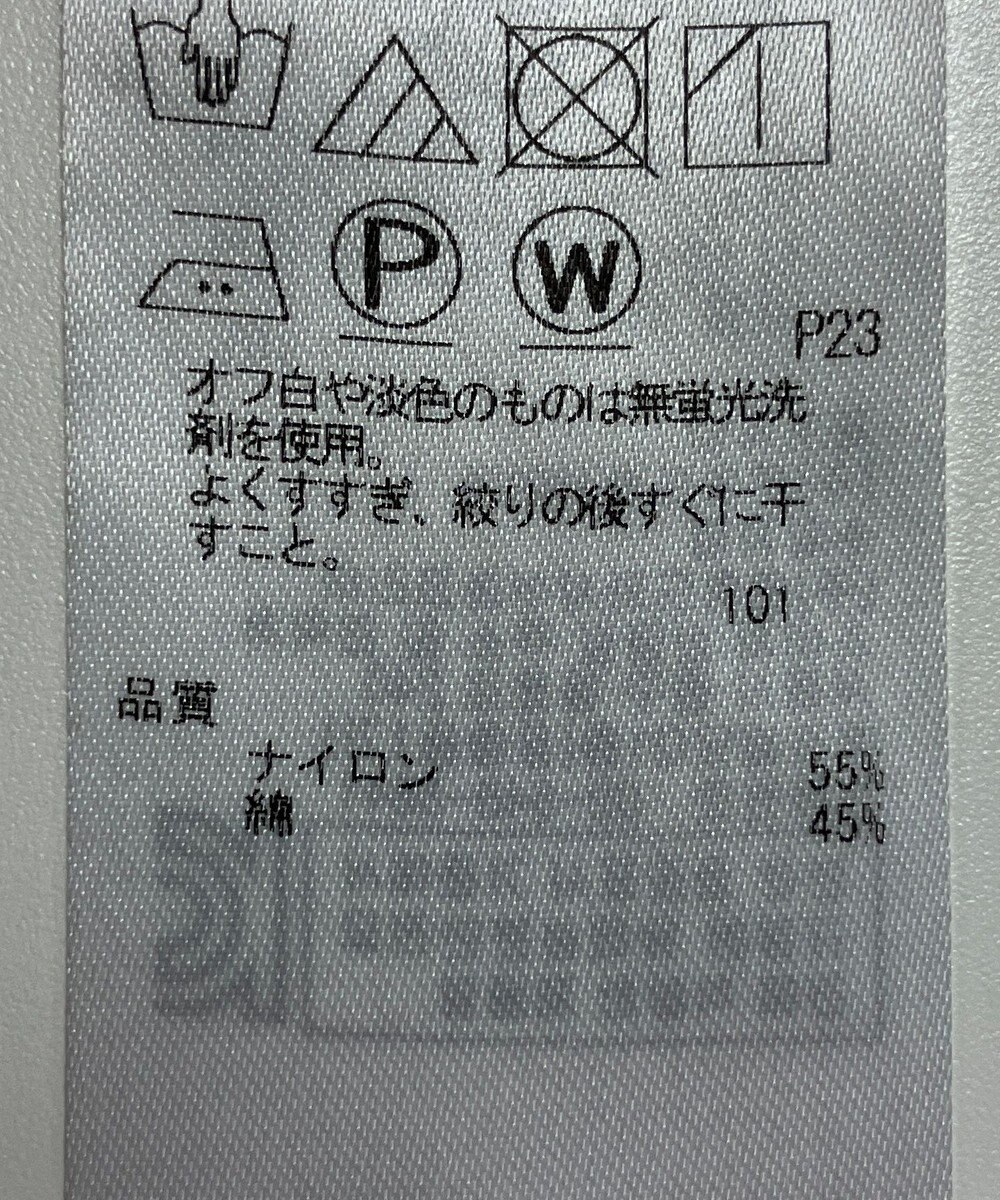 P
W
P23
オフ白や淡色のものは無蛍光洗
剤を使用。
よくすすぎ、絞りの後すぐに干
すこと。
101
品質
ナイロン 55%
綿 45%